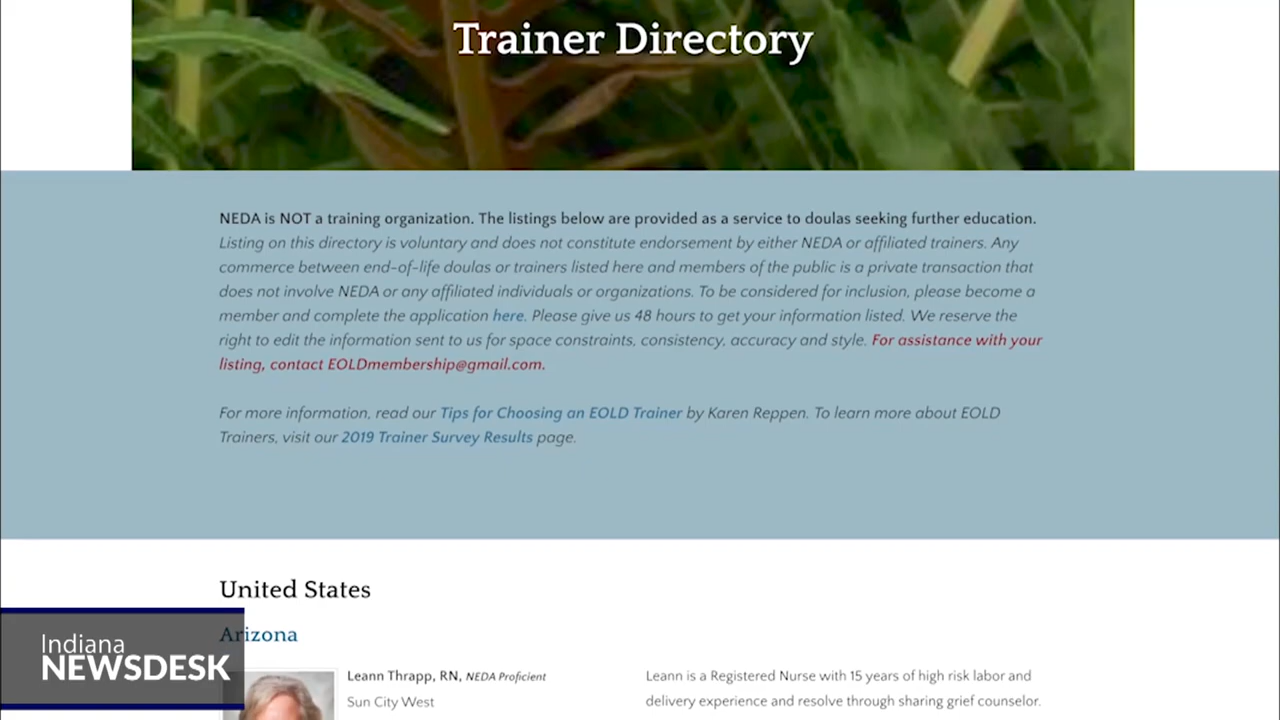 Trainer Directory
NEDA is NOT a training organization. The listings below are provided as a service to doulas seeking further education.
Listing on this directory is voluntary and does not constitute endorsement by either NEDA or affiliated trainers. Any
commerce between end-of-life doulas or trainers listed here and members of the public is a private transaction that
does not involve NEDA or any affiliated individuals or organizations. To be considered for inclusion, please become a
member and complete the application here. Please give us 48 hours to get your information listed. We reserve the
right to edit the information sent to us for space constraints, consistency, accuracy and style. For assistance with your
listing, contact EOLDmembership@gmail.com.
For more information, read our Tips for Choosing an EOLD Trainer by Karen Reppen. To learn more about EOLD
Trainers, visit our 2019 Trainer Survey Results page.
United States
Arizona
Leann Thrapp, RN, NEDA Proficient
Sun City West
Leann is a Registered Nurse with 15 years of high risk labor and
delivery experience and resolve through sharing grief counselor.
Indiana
NEWSDESK